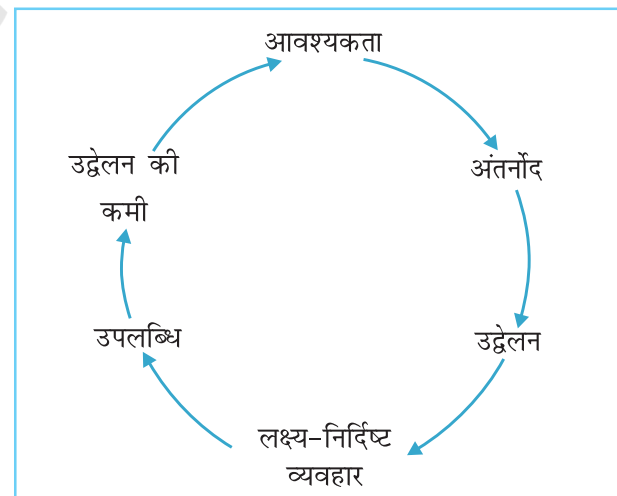 आवश्यकता
अंतर्नोद
उद्वेलन
लक्ष्य-निर्दिष्ट
व्यवहार
उपलब्धि
उद्वेलन की
कमी